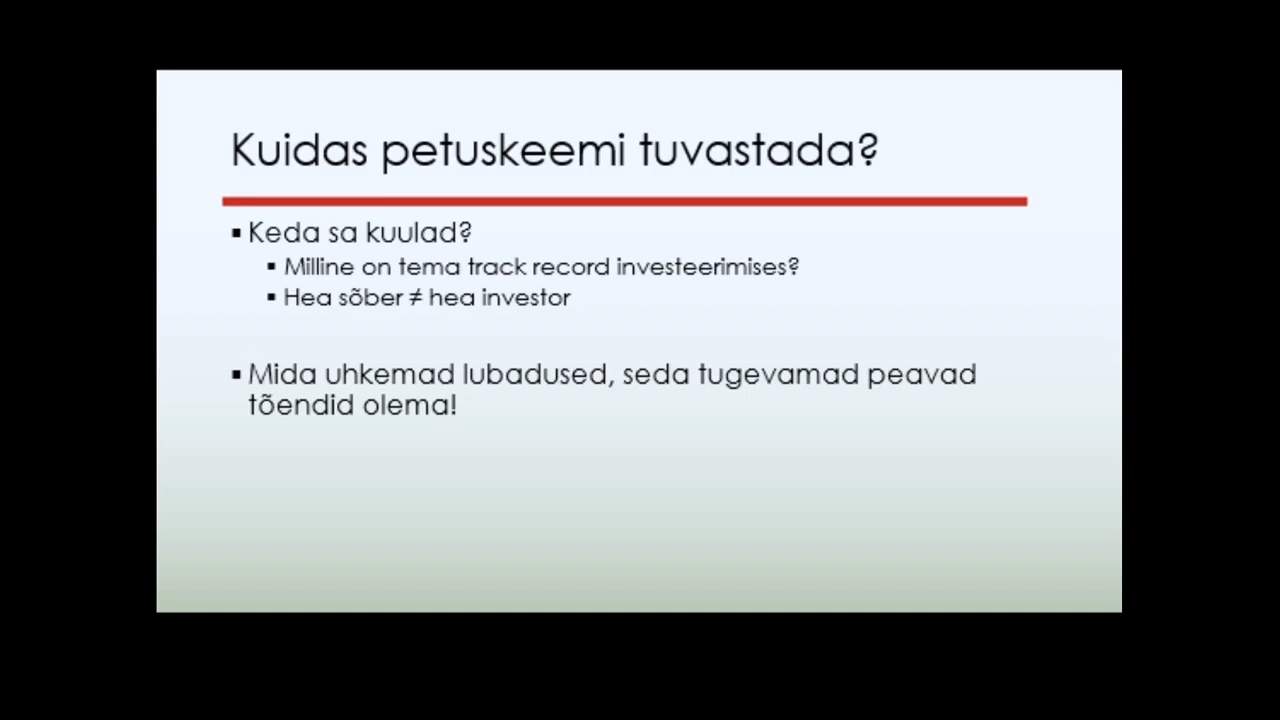 Kuidas petuskeemi tuvastada?
▪ Keda sa kuulad?
▪ Milline on tema track record investeerimises?
▪ Hea sõber ≠ hea investor
▪ Mida uhkemad lubadused, seda tugevamad peavad
tõendid olema!